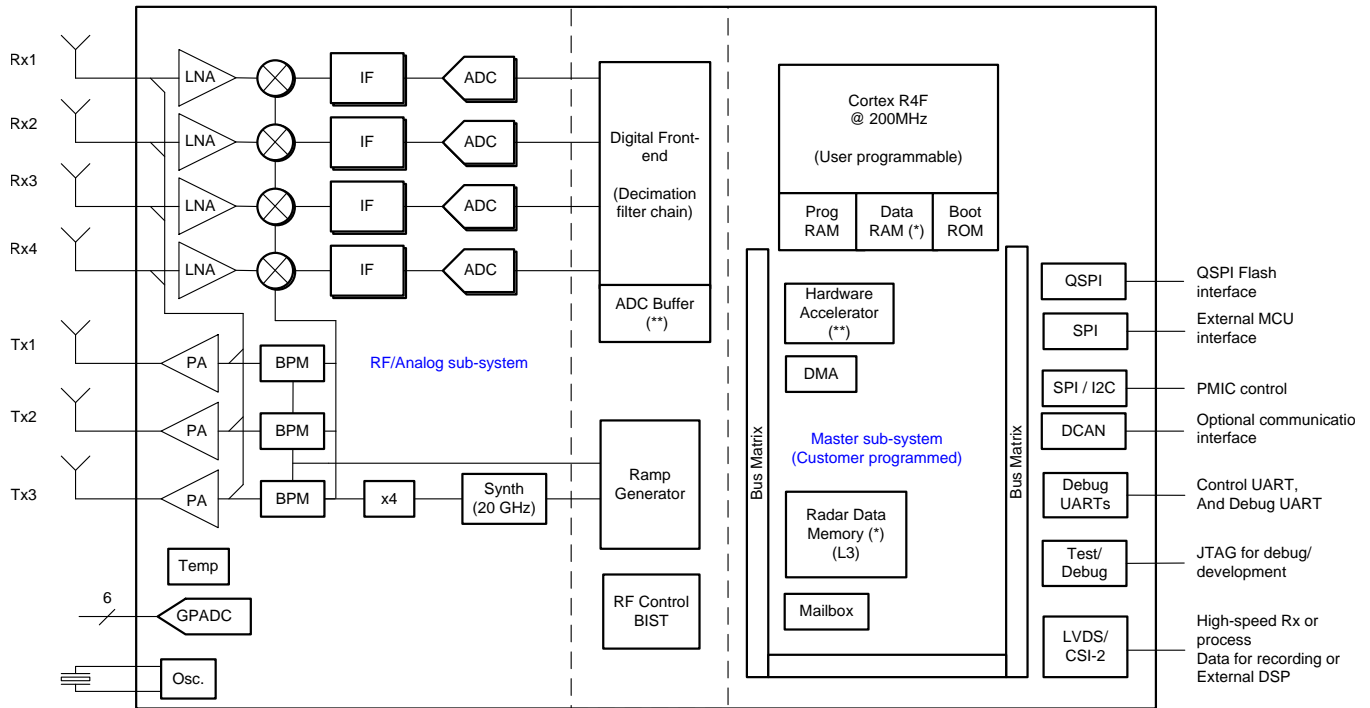 Rx1
LNA
IF
ADC
Rx2
LNA
IF
ADC
Rx3
LNA
IF
ADC
Rx4
LNA
IF
ADC
Digital Front-
end
(Decimation
filter chain)
ADC Buffer
(**)
Tx1
PA
BPM
RF/Analog sub-system
Tx2
PA
BPM
Tx3
PA
BPM
x4
Synth
(20 GHz)
Ramp
Generator
Temp
6
GPADC
RF Control
BIST
Osc.
Cortex R4F
@ 200MHz
(User programmable)
Prog
RAM
Data
RAM (*)
Boot
ROM
Bus Matrix
Hardware
Accelerator
(**)
DMA
Master sub-system
(Customer programmed)
Radar Data
Memory (*)
(L3)
Mailbox
Bus Matrix
QSPI
QSPI Flash
interface
SPI
External MCU
interface
SPI / I2C
PMIC control
DCAN
Optional communicatio
interface
Debug
UARTs
Control UART,
And Debug UART
Test/
Debug
JTAG for debug/
development
LVDS/
CSI-2
High-speed Rx or
process
Data for recording or
External DSP